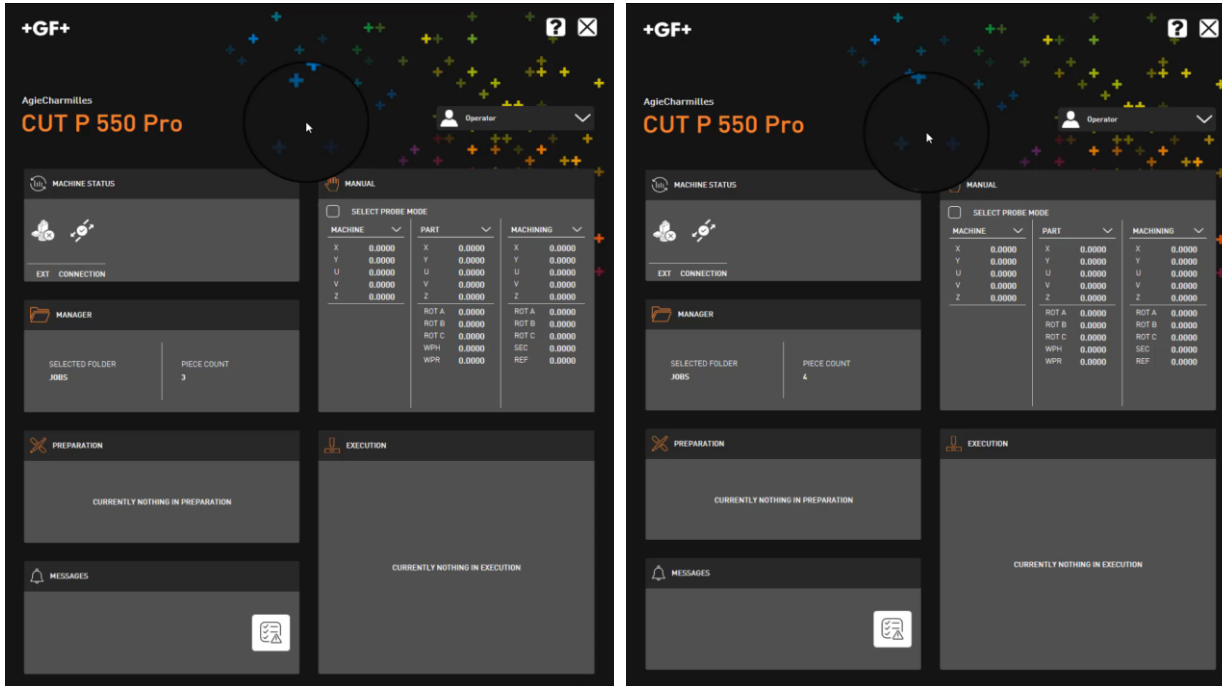 +GF+
AgieCharmilles
CUT P 550 Pro
Operator
MACHINE STATUS
EXT CONNECTION
MANAGER
SELECTED FOLDER PIECE COUNT
JOBS 3
MANUAL
SELECT PROBE MODE
MACHINE PART MACHINING
X 0.0000 X 0.0000 X 0.0000
Y 0.0000 Y 0.0000 Y 0.0000
U 0.0000 U 0.0000 U 0.0000
V 0.0000 V 0.0000 V 0.0000
Z 0.0000 Z 0.0000 Z 0.0000
ROT A 0.0000 ROT A 0.0000
ROT B 0.0000 ROT B 0.0000
ROT C 0.0000 ROT C 0.0000
WPH 0.0000 SEC 0.0000
WPR 0.0000 REF 0.0000
PREPARATION
CURRENTLY NOTHING IN PREPARATION
EXECUTION
CURRENTLY NOTHING IN EXECUTION
MESSAGES
+GF+
AgieCharmilles
CUT P 550 Pro
Operator
MACHINE STATUS
EXT CONNECTION
MANAGER
SELECTED FOLDER PIECE COUNT
JOBS 4
MANUAL
SELECT PROBE MODE
MACHINE PART MACHINING
X 0.0000 X 0.0000 X 0.0000
Y 0.0000 Y 0.0000 Y 0.0000
U 0.0000 U 0.0000 U 0.0000
V 0.0000 V 0.0000 V 0.0000
Z 0.0000 Z 0.0000 Z 0.0000
ROT A 0.0000 ROT A 0.0000
ROT B 0.0000 ROT B 0.0000
ROT C 0.0000 ROT C 0.0000
WPH 0.0000 SEC 0.0000
WPR 0.0000 REF 0.0000
PREPARATION
CURRENTLY NOTHING IN PREPARATION
EXECUTION
CURRENTLY NOTHING IN EXECUTION
MESSAGES